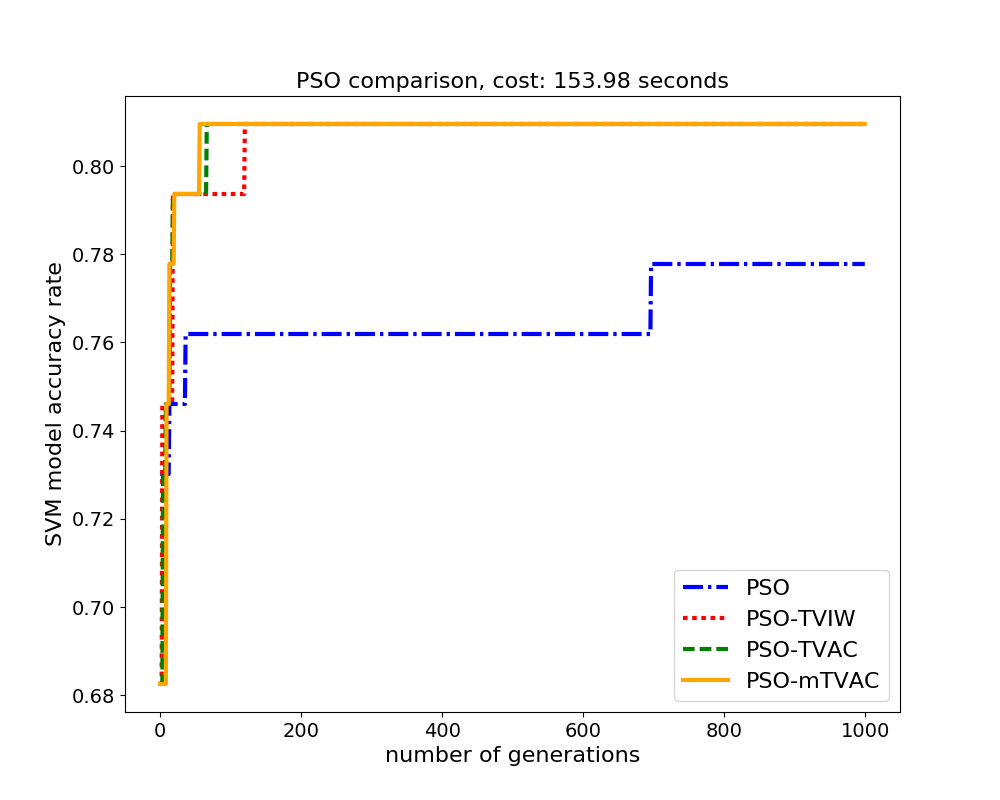 PSO comparison, cost: 153.98 seconds
SVM model accuracy rate
0.80
0.78
0.76
0.74
0.72
0.70
0.68
0 200 400 600 800 1000
number of generations
PSO
PSO-TVIW
PSO-TVAC
PSO-mTVAC